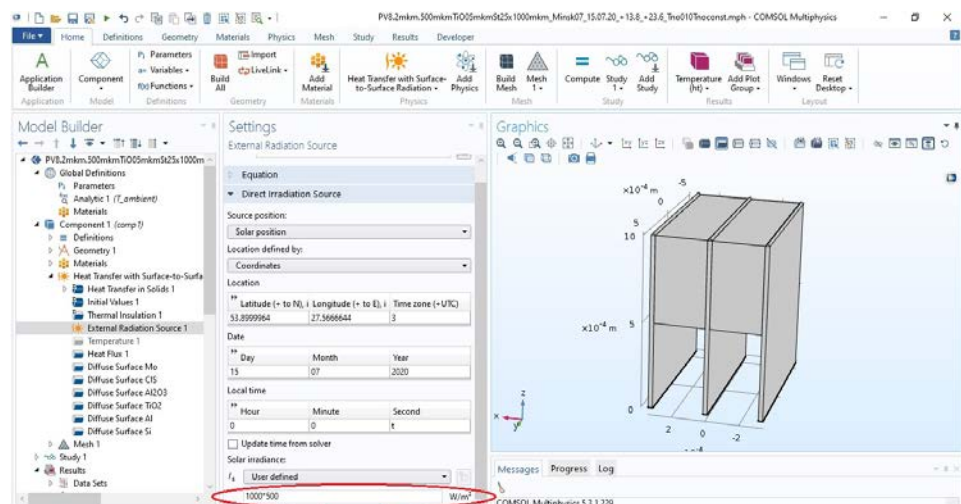 PV8.2mkm.500mkmTiO05mkmSt25x1000mkm_Minsk07_15.07.20_+13.8_+23.6_Tno010Tnoconst.mph - COMSOL Multiphysics
File Home Definitions Geometry Materials Physics Mesh Study Results Developer
Application Builder
Component
Pi Parameters
a= Variables
f(x) Functions
Build All
Import
LiveLink
Add Material
Heat Transfer with Surface-to-Surface Radiation
Add Physics
Build Mesh
Mesh 1
Compute
Study 1
Add Study
Temperature (ht)
Add Plot Group
Windows
Reset Desktop
Application Model Definitions Geometry Materials Physics Mesh Study Results Layout
Model Builder
PV8.2mkm.500mkmTiO05mkmSt25x1000m
Global Definitions
Pi Parameters
Analytic 1 (T_ambient)
Materials
Component 1 (comp1)
Definitions
Geometry 1
Materials
Heat Transfer with Surface-to-Surfa
Heat Transfer in Solids 1
Initial Values 1
Thermal Insulation 1
External Radiation Source 1
Temperature 1
Heat Flux 1
Diffuse Surface Mo
Diffuse Surface CIS
Diffuse Surface Al2O3
Diffuse Surface TiO2
Diffuse Surface Al
Diffuse Surface Si
Mesh 1
Study 1
Results
Data Sets
Settings
External Radiation Source
Equation
Direct Irradiation Source
Source position:
Solar position
Location defined by:
Coordinates
Location
Latitude (+ to N), i Longitude (+ to E), i Time zone (+UTC)
53.8999964 27.5666644 3
Date
Day Month Year
15 07 2020
Local time
Hour Minute Second
0 0 t
Update time from solver
Solar irradiance:
Is User defined
1000*500 W/m²
Graphics
×10⁻⁴ m -5
0
5
10
×10⁻⁴ m 5
0
2 0 -2
z
x y
Messages Progress Log
COMSOL Multiphysics 5.3.1.229